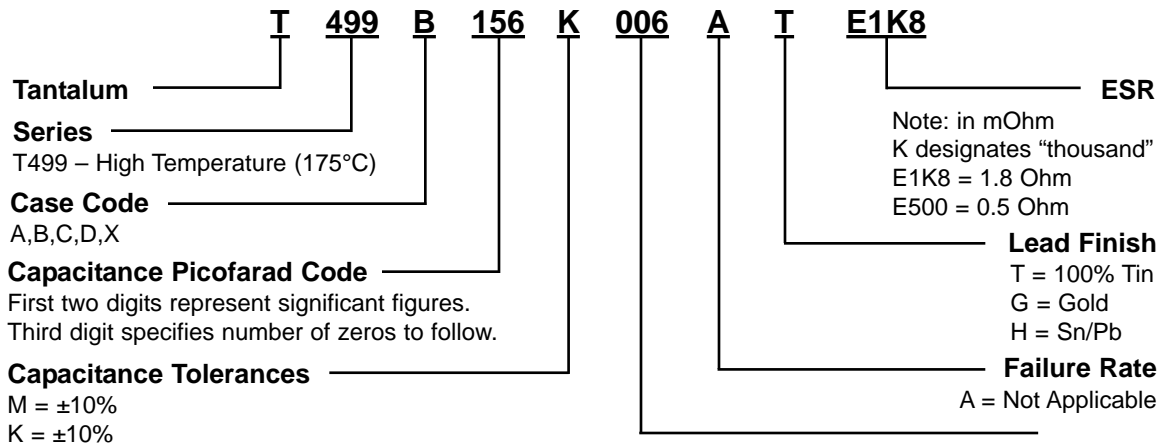 T 499 B 156 K 006 A T E1K8
Tantalum
Series
T499 – High Temperature (175°C)
Case Code
A,B,C,D,X
Capacitance Picofarad Code
First two digits represent significant figures.
Third digit specifies number of zeros to follow.
Capacitance Tolerances
M = ±10%
K = ±10%
ESR
Note: in mOhm
K designates “thousand”
E1K8 = 1.8 Ohm
E500 = 0.5 Ohm
Lead Finish
T = 100% Tin
G = Gold
H = Sn/Pb
Failure Rate
A = Not Applicable